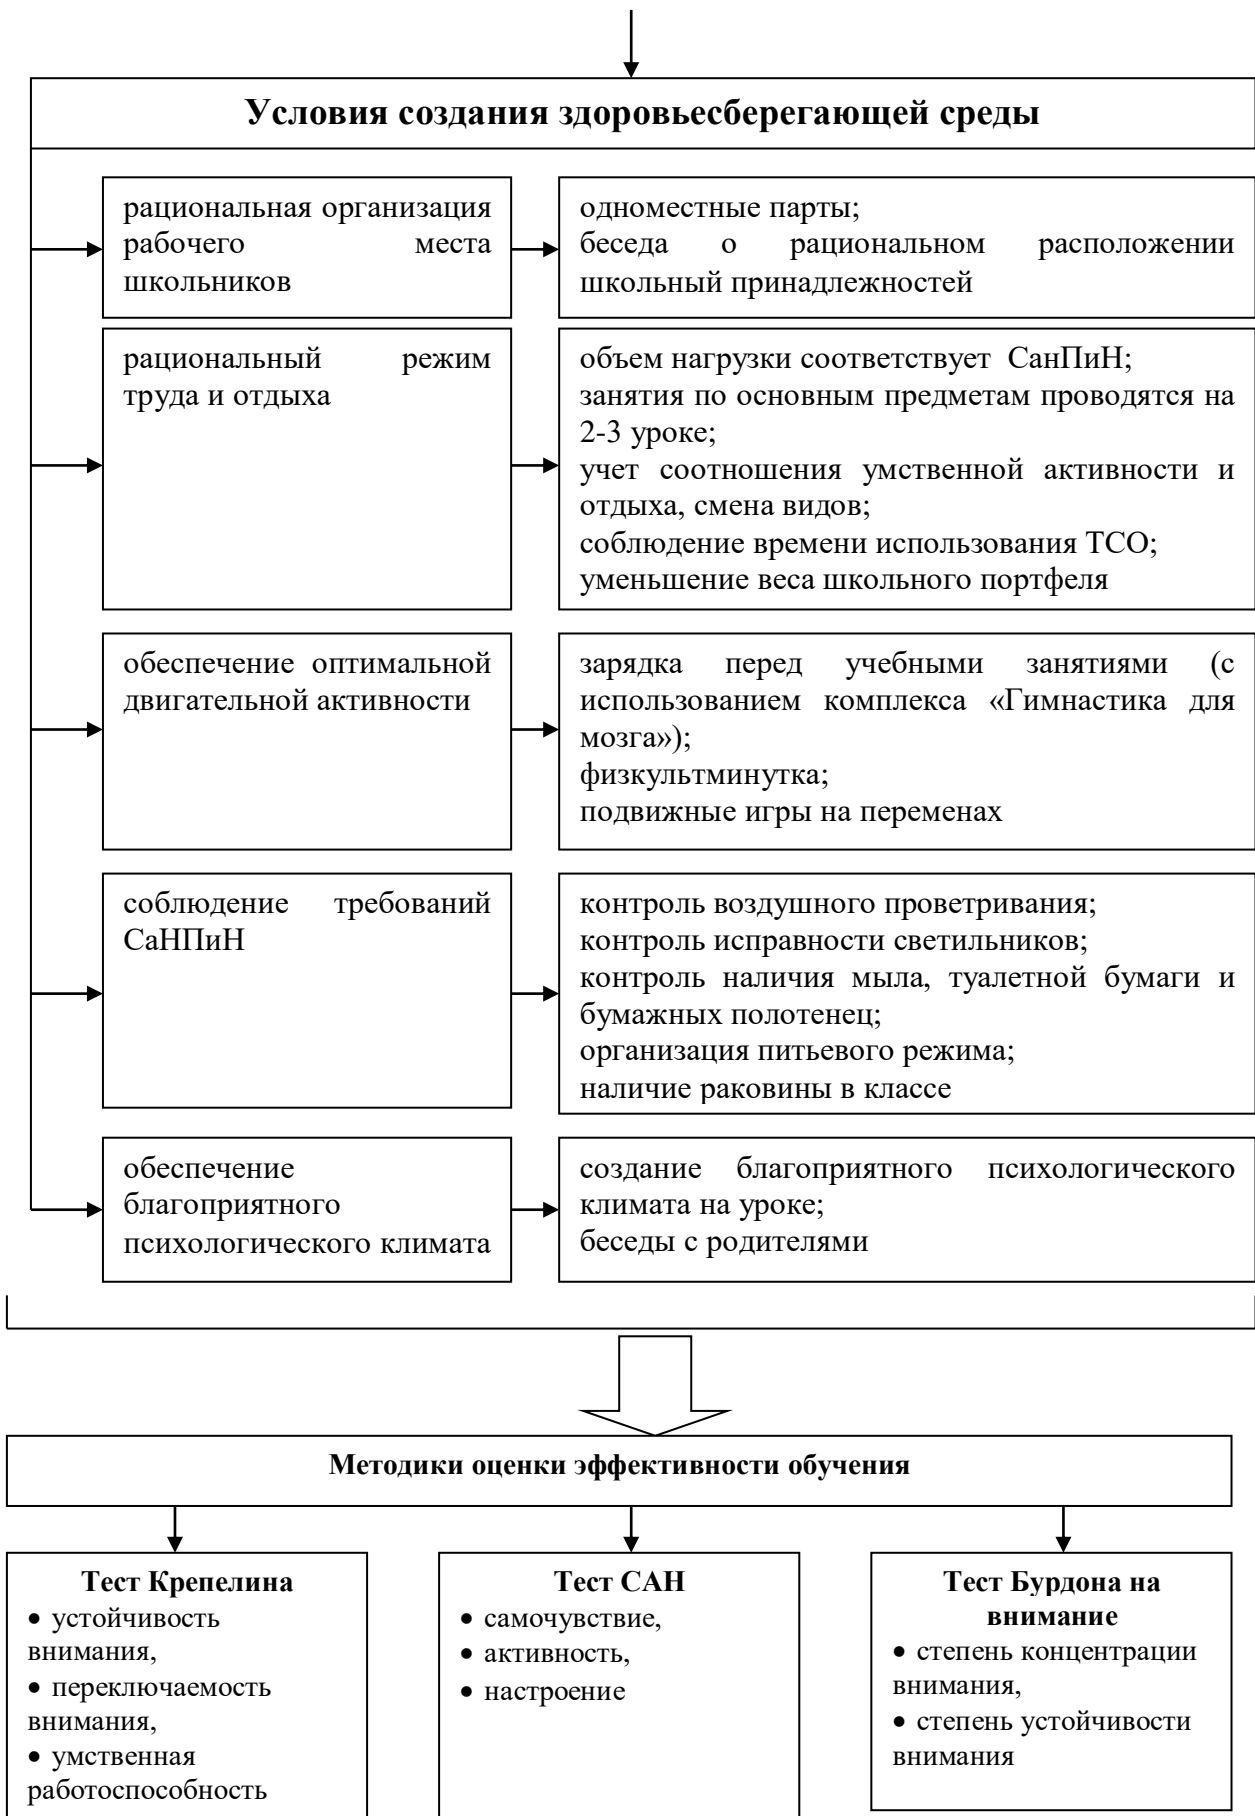 Условия создания здоровьесберегающей среды
рациональная организация
рабочего места
школьников
одноместные парты;
беседа о рациональном расположении
школьный принадлежностей
рациональный режим
труда и отдыха
объем нагрузки соответствует СанПиН;
занятия по основным предметам проводятся на
2-3 уроке;
учет соотношения умственной активности и
отдыха, смена видов;
соблюдение времени использования ТСО;
уменьшение веса школьного портфеля
обеспечение оптимальной
двигательной активности
зарядка перед учебными занятиями (с
использованием комплекса «Гимнастика для
мозга»);
физкультминутка;
подвижные игры на переменах
соблюдение требований
СаНПиН
контроль воздушного проветривания;
контроль исправности светильников;
контроль наличия мыла, туалетной бумаги и
бумажных полотенец;
организация питьевого режима;
наличие раковины в классе
обеспечение
благоприятного
психологического климата
создание благоприятного психологического
климата на уроке;
беседы с родителями
Методики оценки эффективности обучения
Тест Крепелина
• устойчивость
внимания,
• переключаемость
внимания,
• умственная
работоспособность
Тест САН
• самочувствие,
• активность,
• настроение
Тест Бурдона на
внимание
• степень концентрации
внимания,
• степень устойчивости
внимания